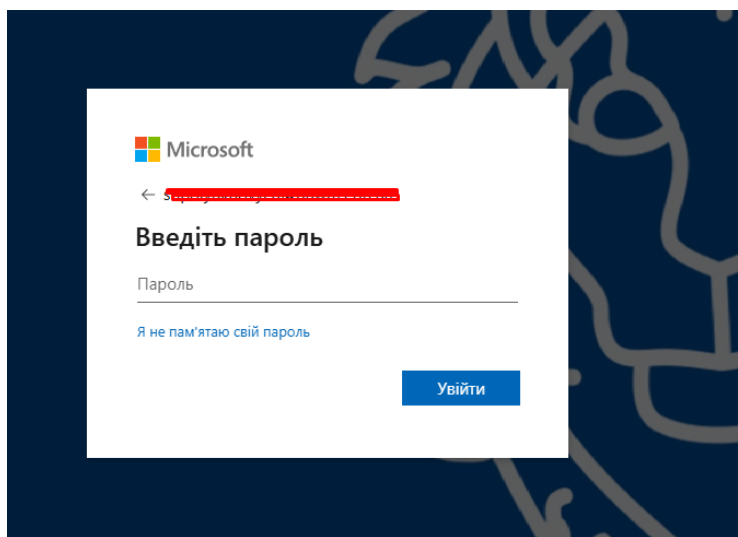 Microsoft
Введіть пароль
Пароль
Я не пам'ятаю свій пароль
Увійти